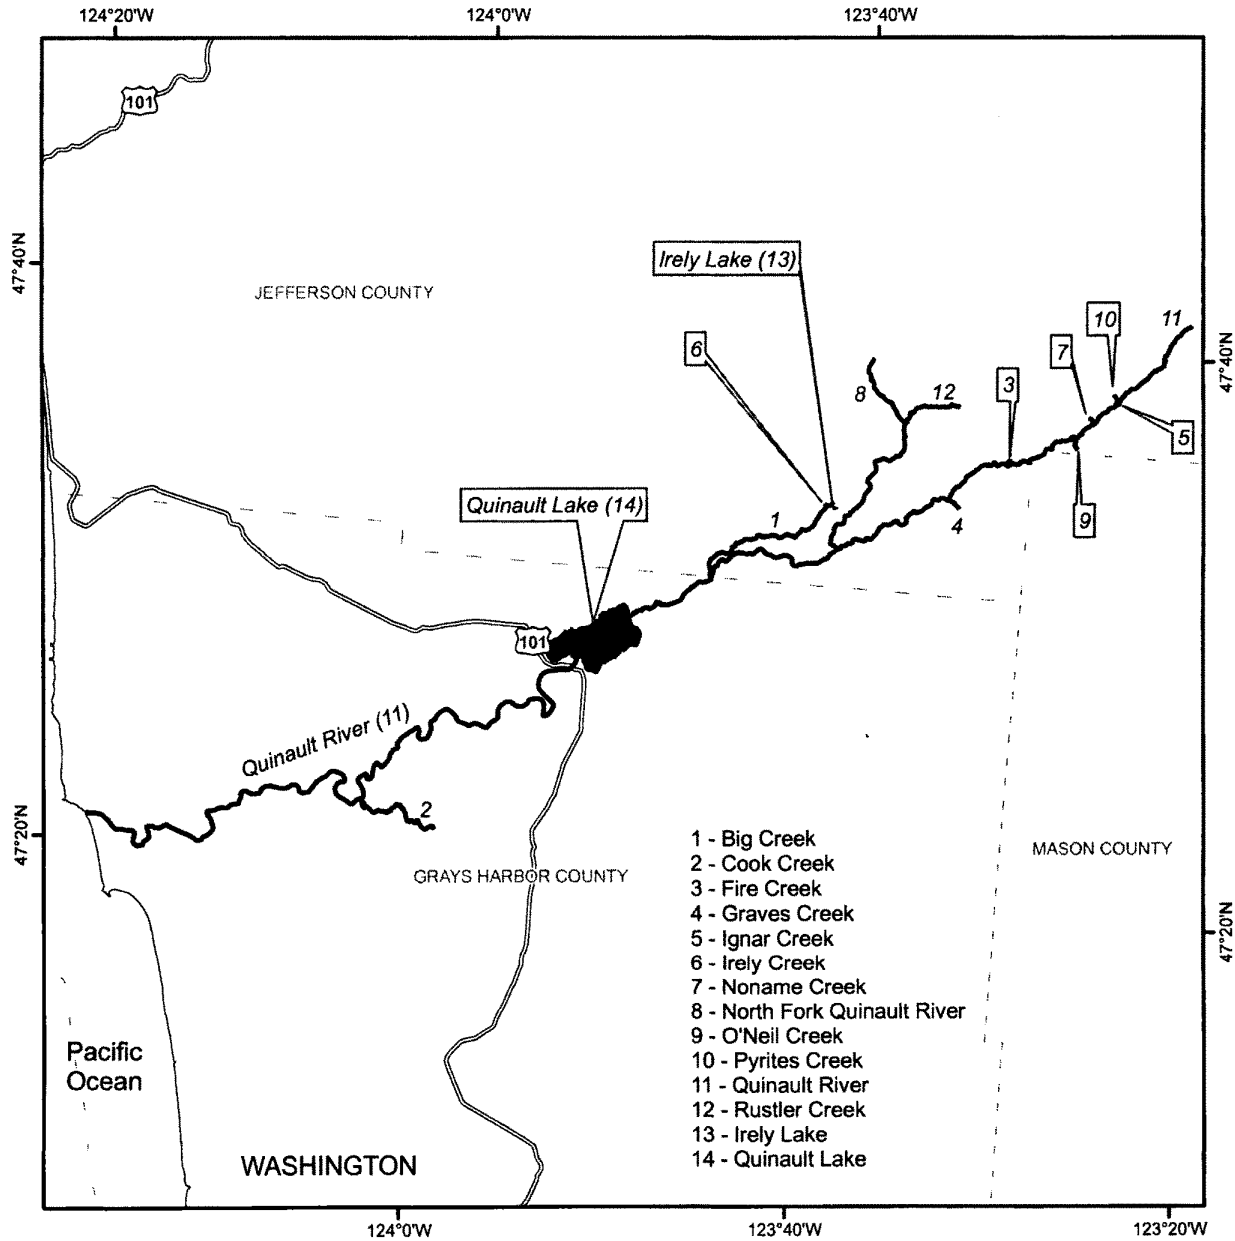 124°20'W
124°0'W
123°40'W
101
47°40'N
Irely Lake (13)
JEFFERSON COUNTY
10
11
6
7
47°40'N
3
8
12
5
Quinault Lake (14)
1
4
9
101
Quinault River (11)
2
47°20'N
1 - Big Creek
MASON COUNTY
2 - Cook Creek
GRAYS HARBOR COUNTY
3 - Fire Creek
4 - Graves Creek
5 - Ignar Creek
47°20'N
6 - Irely Creek
7 - Noname Creek
8 - North Fork Quinault River
9 - O'Neil Creek
Pacific
Ocean
10 - Pyrites Creek
11 - Quinault River
12 - Rustler Creek
13 - Irely Lake
14 - Quinault Lake
WASHINGTON
124°0'W
123°40'W
123°20'W